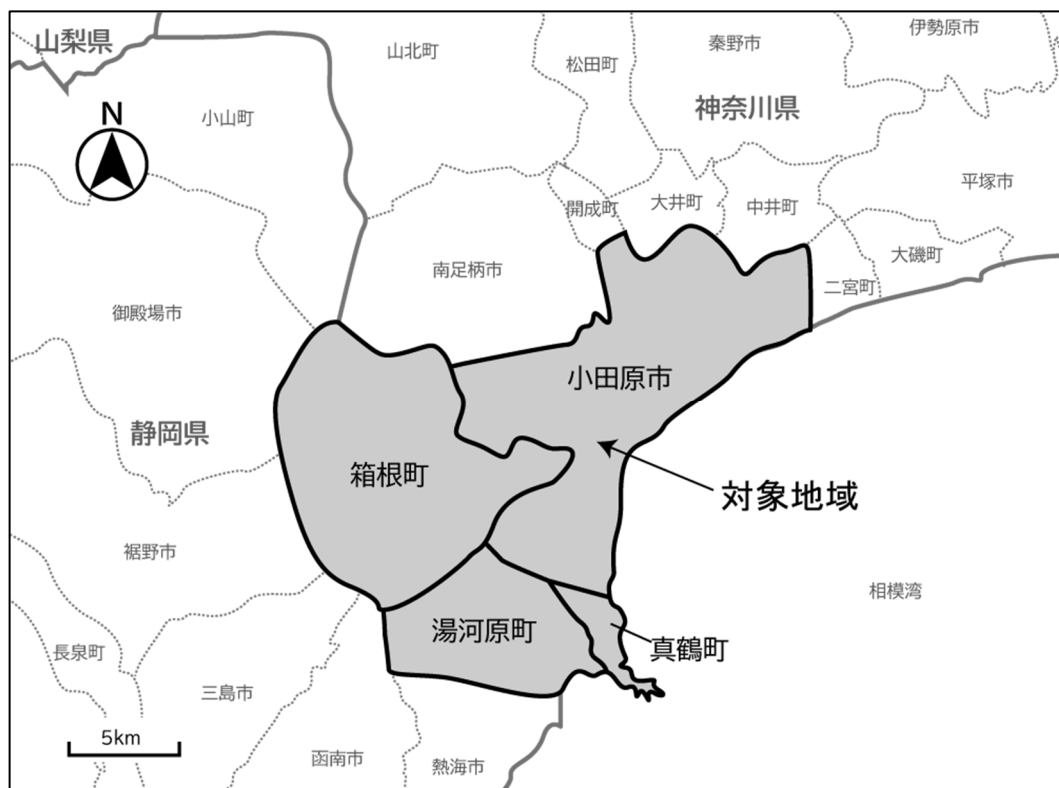 伊勢原市
山梨県
山北町
秦野市
松田町
N
小山町
神奈川県
平塚市
開成町
大井町
中井町
大磯町
南足柄市
二宮町
御殿場市
小田原市
静岡県
箱根町
対象地域
裾野市
相模湾
湯河原町
真鶴町
長泉町
三島市
5km
函南市
熱海市